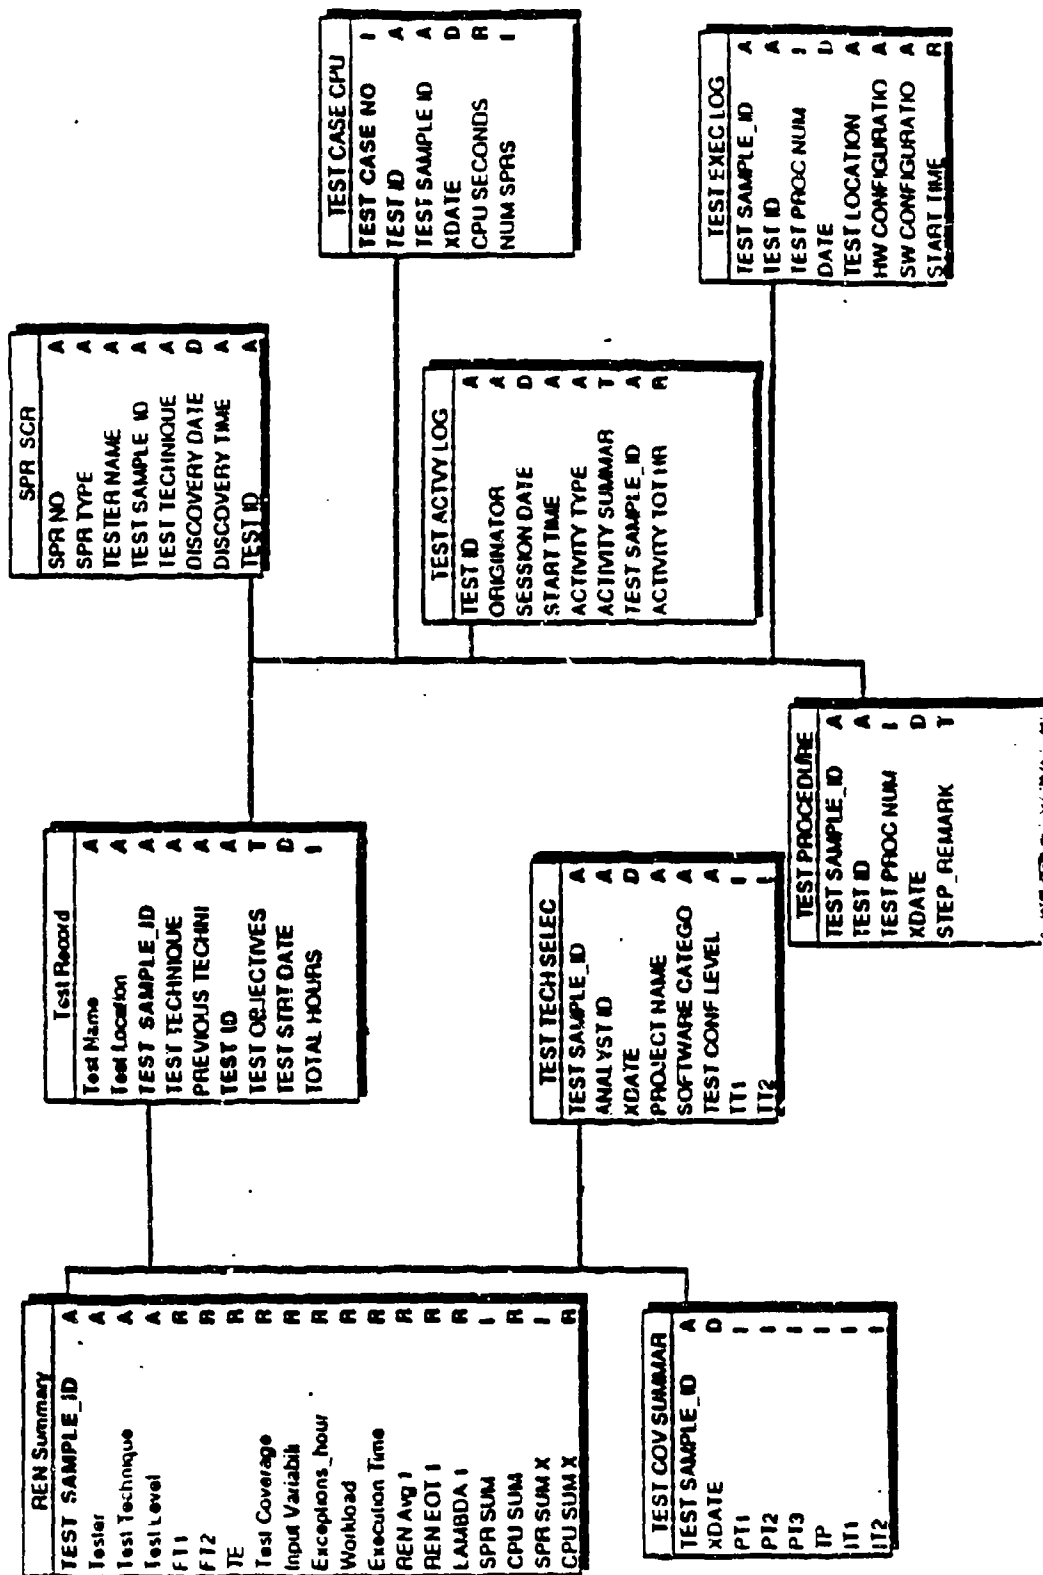 REN Summary
TEST SAMPLE_ID A
Tester A
Test Technique A
Test Level A
FT1 R
FT2 R
TE R
Test Coverage R
Input Variabili R
Exceptions_hour R
Workload R
Execution Time R
REN Avg 1 R
REN EOT 1 R
LAMBDA 1 R
SPR SUM I
CPU SUM R
SPR SUM X I
CPU SUM X R
TEST COV SUMMAR
TEST SAMPLE_ID A
XDATE D
PT1 I
PT2 I
PT3 I
TP I
IT1 I
IT2 I
Test Record
Test Name A
Test Location A
TEST SAMPLE_ID A
TEST TECHNIQUE A
PREVIOUS TECHNI A
TEST ID A
TEST OBJECTIVES T
TEST STRT DATE D
TOTAL HOURS I
TEST TECH SELEC
TEST SAMPLE_ID A
ANALYST ID A
XDATE D
PROJECT NAME A
SOFTWARE CATEGO A
TEST CONF LEVEL A
TT1 I
TT2 I
SPR SCR
SPR NO A
SPR TYPE A
TESTER NAME A
TEST SAMPLE ID A
TEST TECHNIQUE A
DISCOVERY DATE D
DISCOVERY TIME A
TEST ID A
TEST ACTVY LOG
TEST ID A
ORIGINATOR A
SESSION DATE D
START TIME A
ACTIVITY TYPE A
ACTIVITY SUMMAR T
TEST SAMPLE_ID A
ACTIVITY TOT HR R
TEST PROCEDURE
TEST SAMPLE_ID A
TEST ID A
TEST PROC NUM I
XDATE D
STEP_REMARK T
TEST CASE CPU
TEST CASE NO I
TEST ID A
TEST SAMPLE ID A
XDATE D
CPU SECONDS R
NUM SPRS I
TEST EXEC LOG
TEST SAMPLE_ID A
TEST ID A
TEST PROC NUM I
DATE D
TEST LOCATION A
HW CONFIGURATIO A
SW CONFIGURATIO A
START TIME R